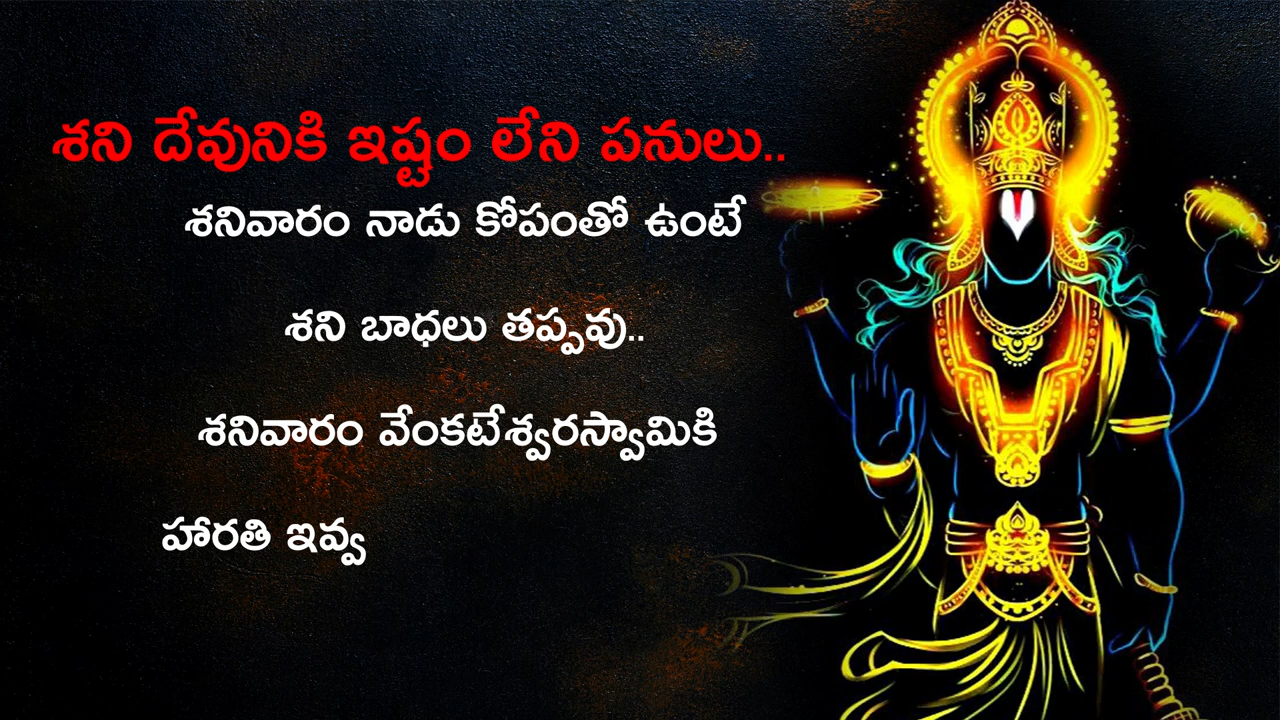 శని దేవునికి ఇష్టం లేని పనులు..
శనివారం నాడు కోపంతో ఉంటే
శని బాధలు తప్పవు..
శనివారం వేంకటేశ్వరస్వామికి
హారతి ఇవ్వ